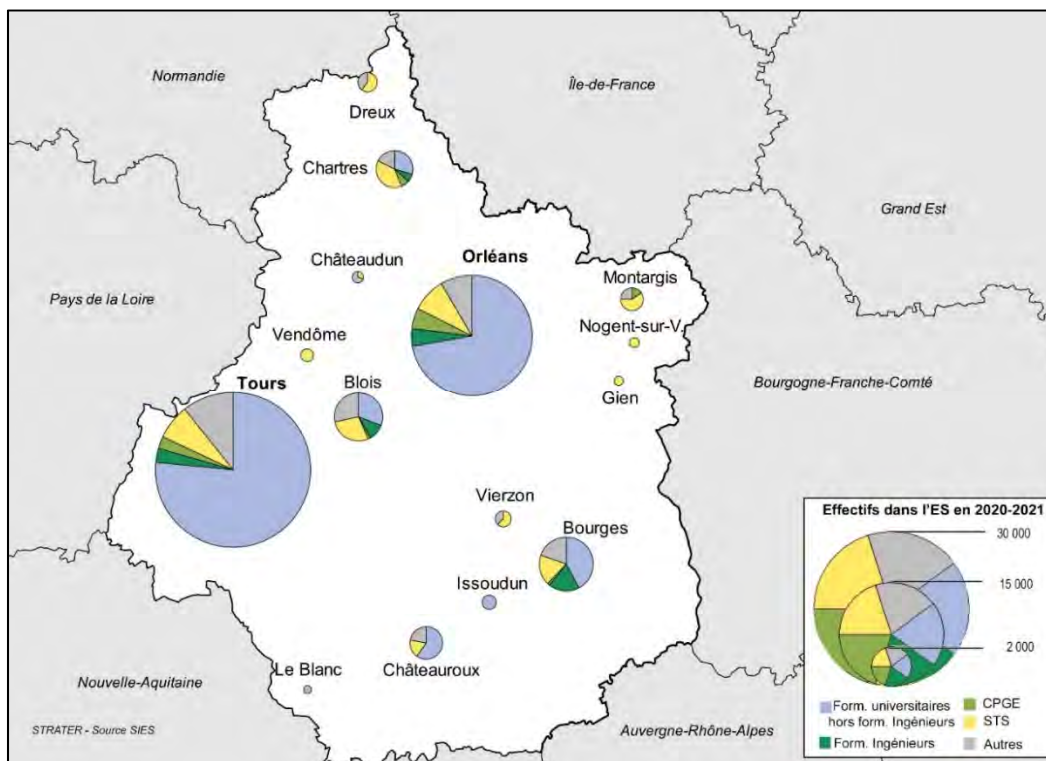 Normandie
Île-de-France
Dreux
Chartres
Grand Est
Châteaudun
Orléans
Montargis
Pays de la Loire
Nogent-sur-V.
Vendôme
Blois
Tours
Gien
Bourgogne-Franche-Comté
Vierzon
Bourges
Issoudun
Châteauroux
Le Blanc
Nouvelle-Aquitaine
Auvergne-Rhône-Alpes
STRATER - Source SIES
Effectifs dans l'ES en 2020-2021
30 000
15 000
2 000
Form. universitaires
hors form. Ingénieurs
Form. Ingénieurs
CPGE
STS
Autres